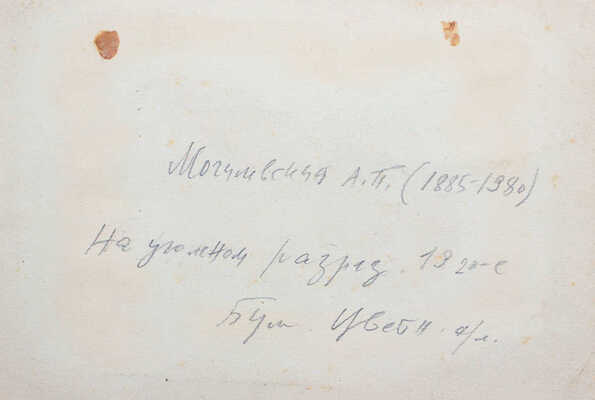 Могилевская А.П. (1885-1980)
На угольном разрез. 1920-е
Бум. Цветн. а/л.